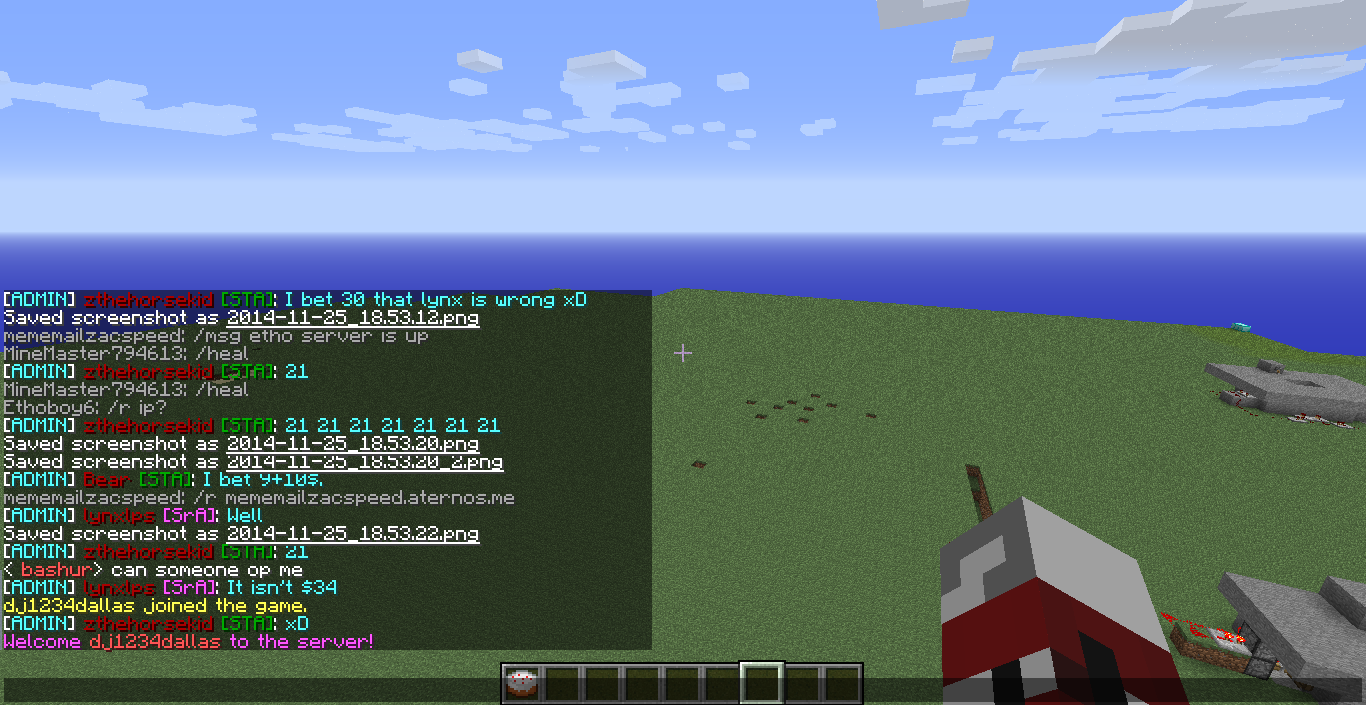 [ADMIN] zthehorsekid [STA]: I bet 30 that lynx is wrong xD
Saved screenshot as 2014-11-25_18.53.12.png
mememailzacspeed: /msg etho server is up
MineMaster794613: /heal
[ADMIN] zthehorsekid [STA]: 21
MineMaster794613: /heal
Ethoboy6: /r ip?
[ADMIN] zthehorsekid [STA]: 21 21 21 21 21 21 21
Saved screenshot as 2014-11-25_18.53.20.png
Saved screenshot as 2014-11-25_18.53.20_2.png
[ADMIN] Bear [STA]: I bet 9+10$.
mememailzacspeed: /r mememailzacspeed.aternos.me
[ADMIN] lynxlps [SrA]: Well
Saved screenshot as 2014-11-25_18.53.22.png
[ADMIN] zthehorsekid [STA]: 21
< bashur> can someone op me
[ADMIN] lynxlps [SrA]: It isn't $34
dj1234dallas joined the game.
[ADMIN] zthehorsekid [STA]: xD
Welcome dj1234dallas to the server!